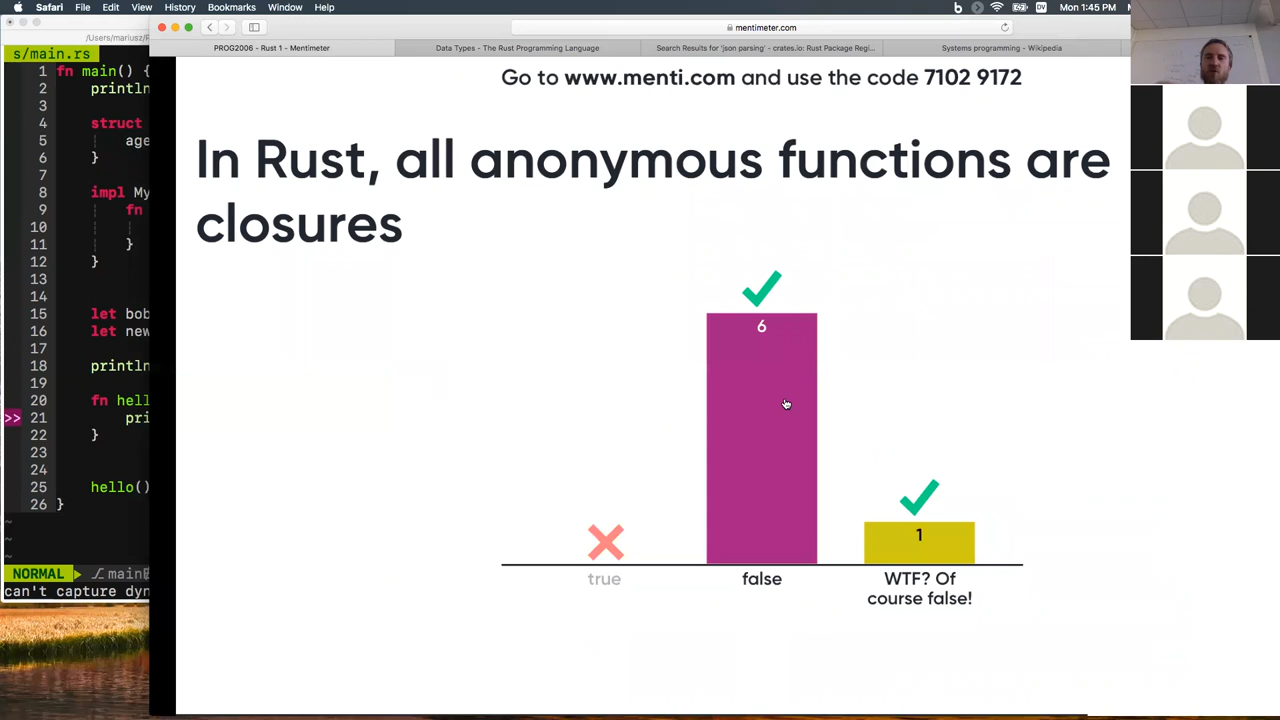 Safari File Edit View History Bookmarks Window Help
Mon 1:45 PM
/Users/mariusz/
mentimeter.com
s/main.rs
PROG2006 - Rust 1 - Mentimeter
Data Types - The Rust Programming Language
Search Results for 'json parsing' - crates.io: Rust Package Regi...
Systems programming - Wikipedia
Go to www.menti.com and use the code 7102 9172
In Rust, all anonymous functions are
closures
6
1
true
false
WTF? Of
course false!
1 fn main() {
2 println
3
4 struct
5 age
6 }
7
8 impl My
9 fn
10
11 }
12 }
13
14
15 let bob
16 let new
17
18 println
19
20 fn hell
>> 21 pri
22 }
23
24
25 hello()
26 }
~
~
~
NORMAL main
can't capture dyn